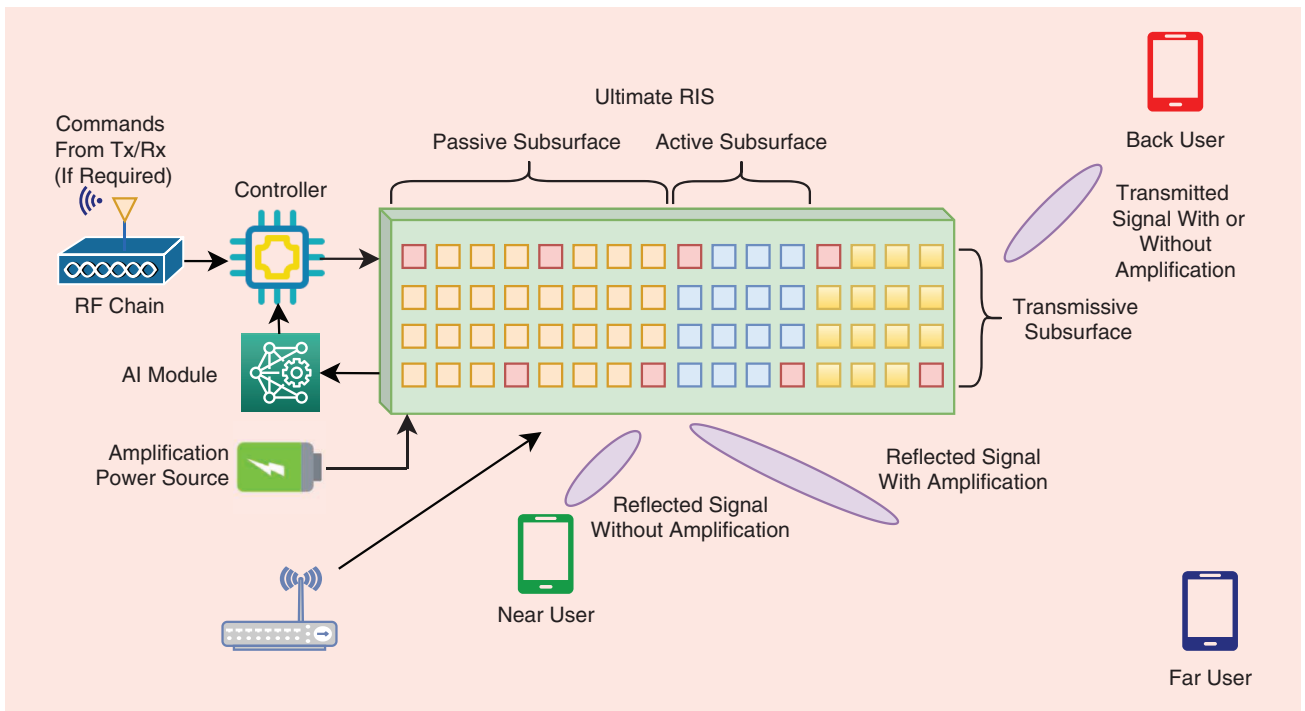 Ultimate RIS
Commands
From Tx/Rx
(If Required)
Passive Subsurface
Active Subsurface
Controller
Back User
Transmitted
Signal With or
Without
Amplification
RF Chain
Transmissive
Subsurface
AI Module
Amplification
Power Source
Reflected Signal
With Amplification
Reflected Signal
Without Amplification
Near User
Far User